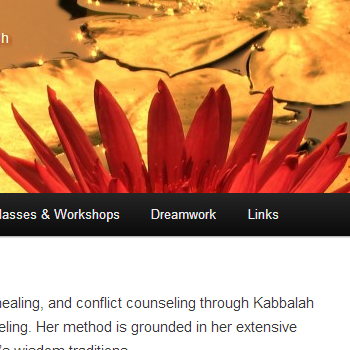 h
lasses & Workshops Dreamwork Links
healing, and conflict counseling through Kabbalah
eling. Her method is grounded in her extensive
's wisdom traditions